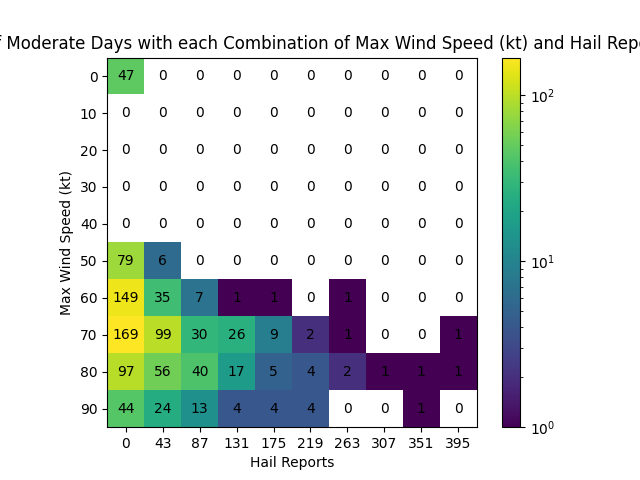 Moderate Days with each Combination of Max Wind Speed (kt) and Hail
0 47 0 0 0 0 0 0 0 0 0
10 0 0 0 0 0 0 0 0 0 0
20 0 0 0 0 0 0 0 0 0 0
30 0 0 0 0 0 0 0 0 0 0
40 0 0 0 0 0 0 0 0 0 0
50 79 6 0 0 0 0 0 0 0 0
60 149 35 7 1 1 0 1 0 0 0
70 169 99 30 26 9 2 1 0 0 1
80 97 56 40 17 5 4 2 1 1 1
90 44 24 13 4 4 4 0 0 1 0
0 43 87 131 175 219 263 307 351 395
Hail Reports
Max Wind Speed (kt)
10²
10¹
10⁰